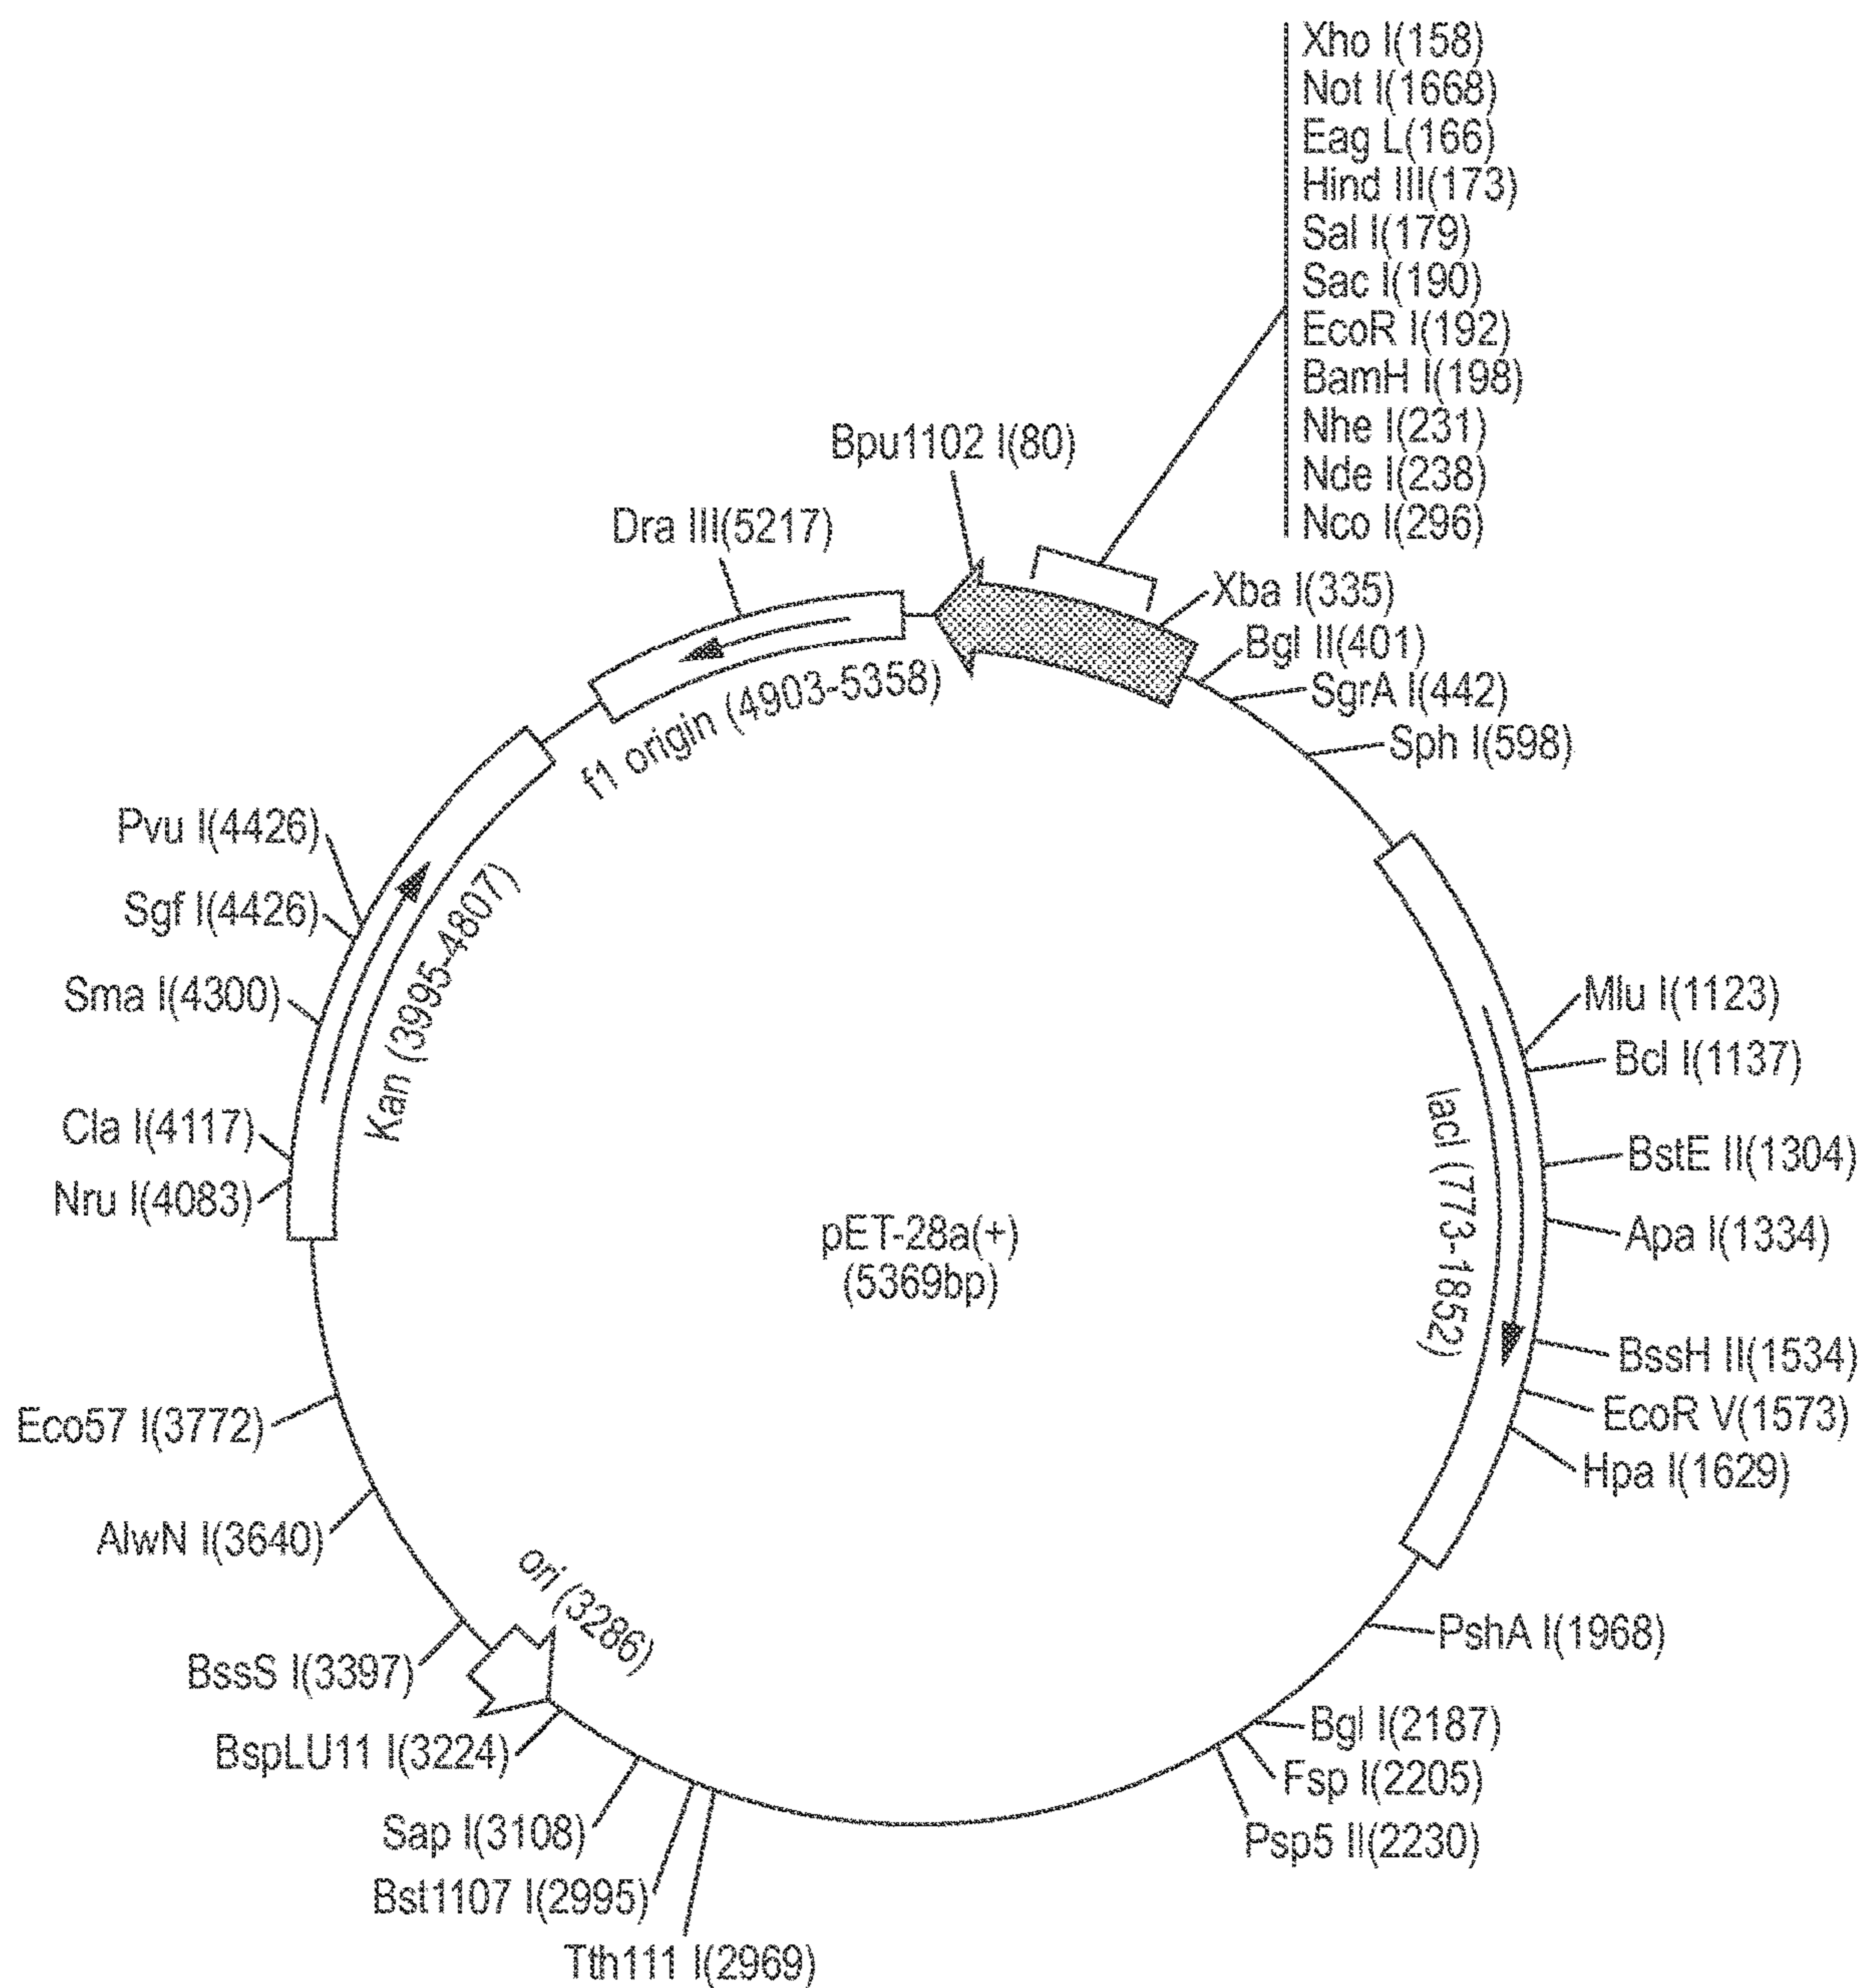 Xho I(158)
Not I(1668)
Eag L(166)
Hind III(173)
Sal I(179)
Sac I(190)
EcoR I(192)
BamH I(198)
Nhe I(231)
Nde I(238)
Nco I(296)
Bpu1102 I(80)
Dra III(5217)
Xba I(335)
Bgl II(401)
SgrA I(442)
Sph I(598)
f1 origin (4903-5358)
Pvu I(4426)
Sgf I(4426)
Sma I(4300)
Kan (3995-4807)
Cla I(4117)
Nru I(4083)
Mlu I(1123)
Bcl I(1137)
BstE II(1304)
Apa I(1334)
lacI (773-1852)
BssH II(1534)
EcoR V(1573)
Hpa I(1629)
pET-28a(+)
(5369bp)
Eco57 I(3772)
AlwN I(3640)
ori (3286)
BssS I(3397)
BspLU11 I(3224)
Sap I(3108)
Bst1107 I(2995)
Tth111 I(2969)
PshA I(1968)
Bgl I(2187)
Fsp I(2205)
Psp5 II(2230)